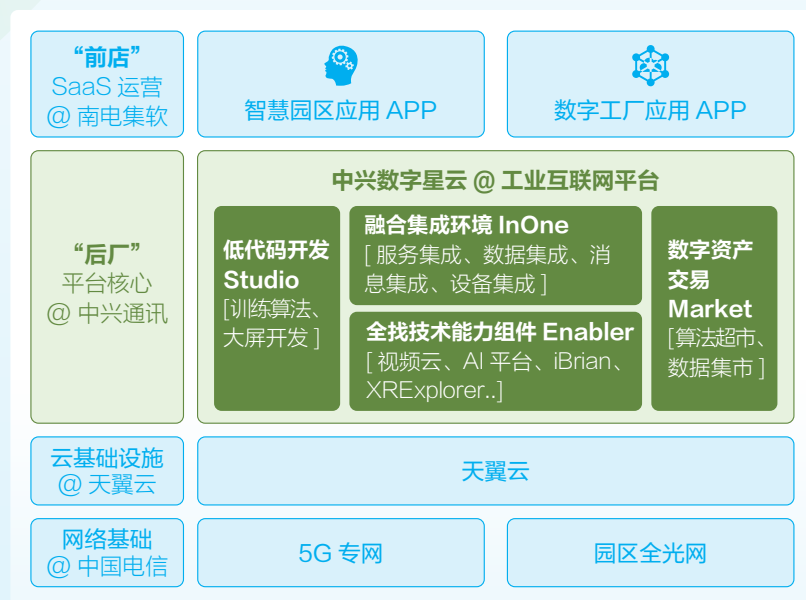 “前店”
SaaS 运营
@ 南电集软
智慧园区应用 APP
数字工厂应用 APP
“后厂”
平台核心
@ 中兴通讯
中兴数字星云 @ 工业互联网平台
低代码开发
Studio
[训练算法、
大屏开发 ]
融合集成环境 InOne
[ 服务集成、数据集成、消
息集成、设备集成 ]
全找技术能力组件 Enabler
[ 视频云、AI 平台、iBrian、
XRExplorer..]
数字资产
交易
Market
[算法超市、
数据集市 ]
云基础设施
@ 天翼云
天翼云
网络基础
@ 中国电信
5G 专网
园区全光网